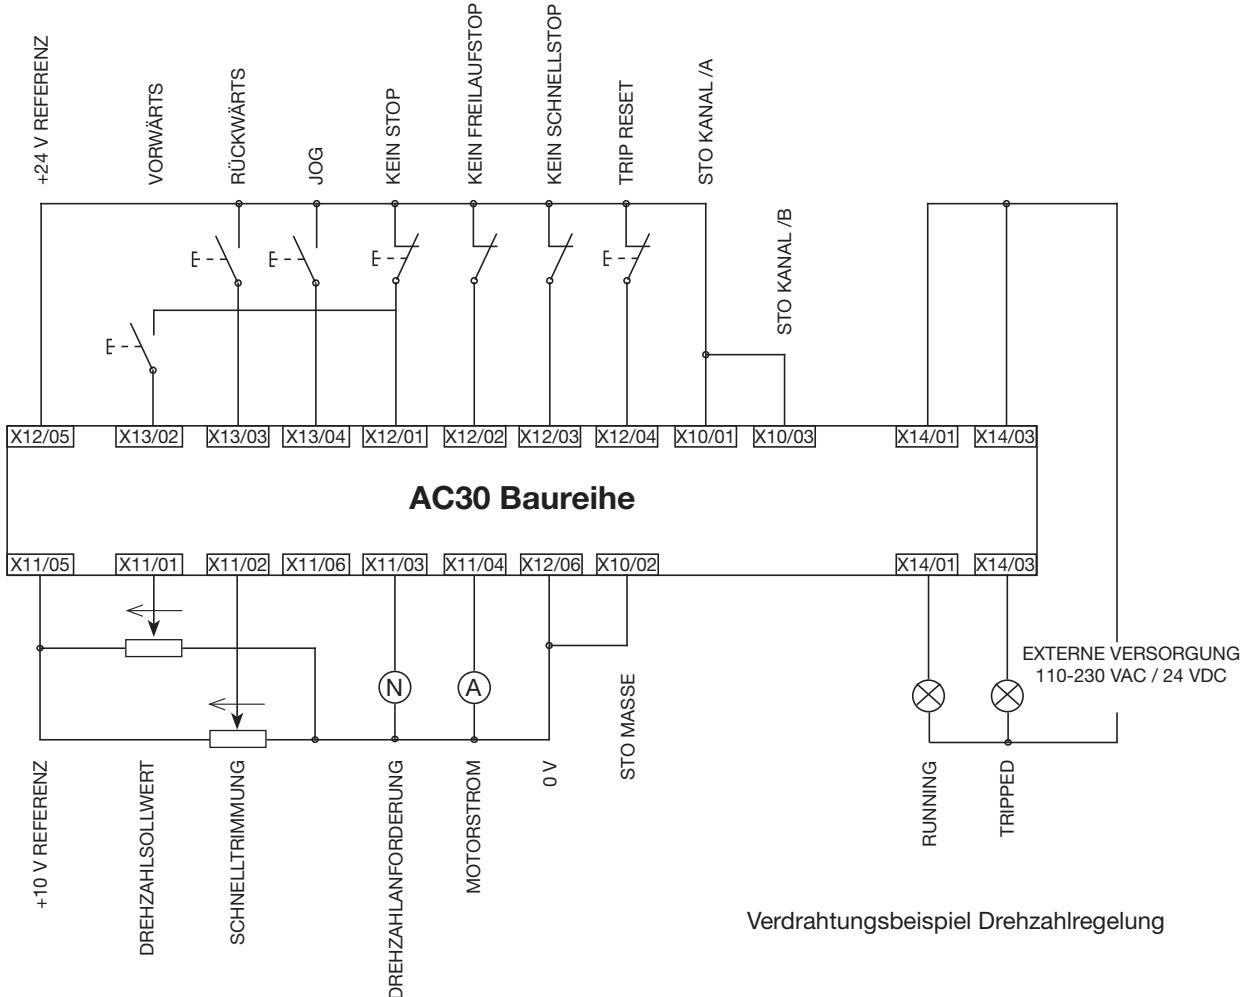 +24 V REFERENZ
VORWÄRTS
RÜCKWÄRTS
JOG
KEIN STOP
KEIN FREILAUFSTOP
KEIN SCHNELLSTOP
TRIP RESET
STO KANAL /A
STO KANAL /B
X12/05
X13/02
X13/03
X13/04
X12/01
X12/02
X12/03
X12/04
X10/01
X10/03
X14/01
X14/03
AC30 Baureihe
X11/05
X11/01
X11/02
X11/06
X11/03
X11/04
X12/06
X10/02
X14/01
X14/03
N
A
EXTERNE VERSORGUNG
110-230 VAC / 24 VDC
+10 V REFERENZ
DREHZAHLSOLLWERT
SCHNELLTRIMMUNG
DREHZAHLANFORDERUNG
MOTORSTROM
0 V
STO MASSE
RUNNING
TRIPPED
Verdrahtungsbeispiel Drehzahlregelung